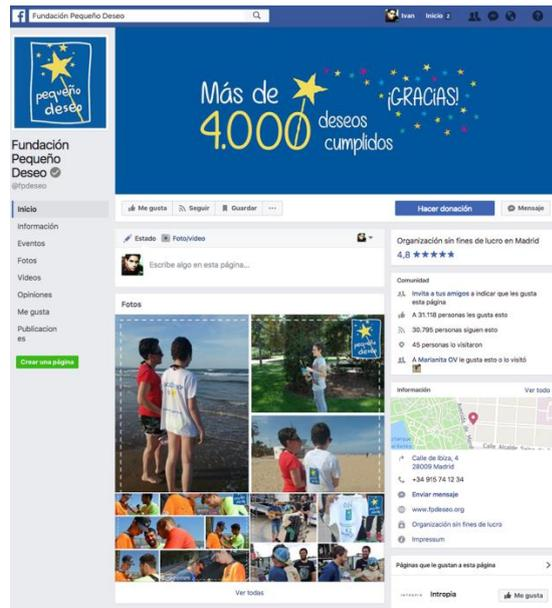 Fundación Pequeño Deseo
Ivan
Inicio 2
pequeño
deseo
Más de
4.000 deseos
cumplidos
¡GRACIAS!
Fundación
Pequeño
Deseo
@fpdeseo
Me gusta
Seguir
Guardar
Hacer donación
Mensaje
Inicio
Información
Eventos
Fotos
Videos
Opiniones
Me gusta
Publicacion
es
Crear una página
Estado
Foto/video
Escribe algo en esta página...
Fotos
pequeño
deseo
Ver todas
Organización sin fines de lucro en Madrid
4,8
Comunidad
Invita a tus amigos a indicar que les gusta
esta página
A 31.118 personas les gusta esto
30.795 personas siguen esto
45 personas lo visitaron
A Marianita OV le gusta esto o lo visitó
Información
Ver todo
Calle de Ibiza, 4
28009 Madrid
+34 915 74 12 34
Enviar mensaje
www.fpdeseo.org
Organización sin fines de lucro
Impressum
Páginas que le gustan a esta página
Intropia
Me gusta